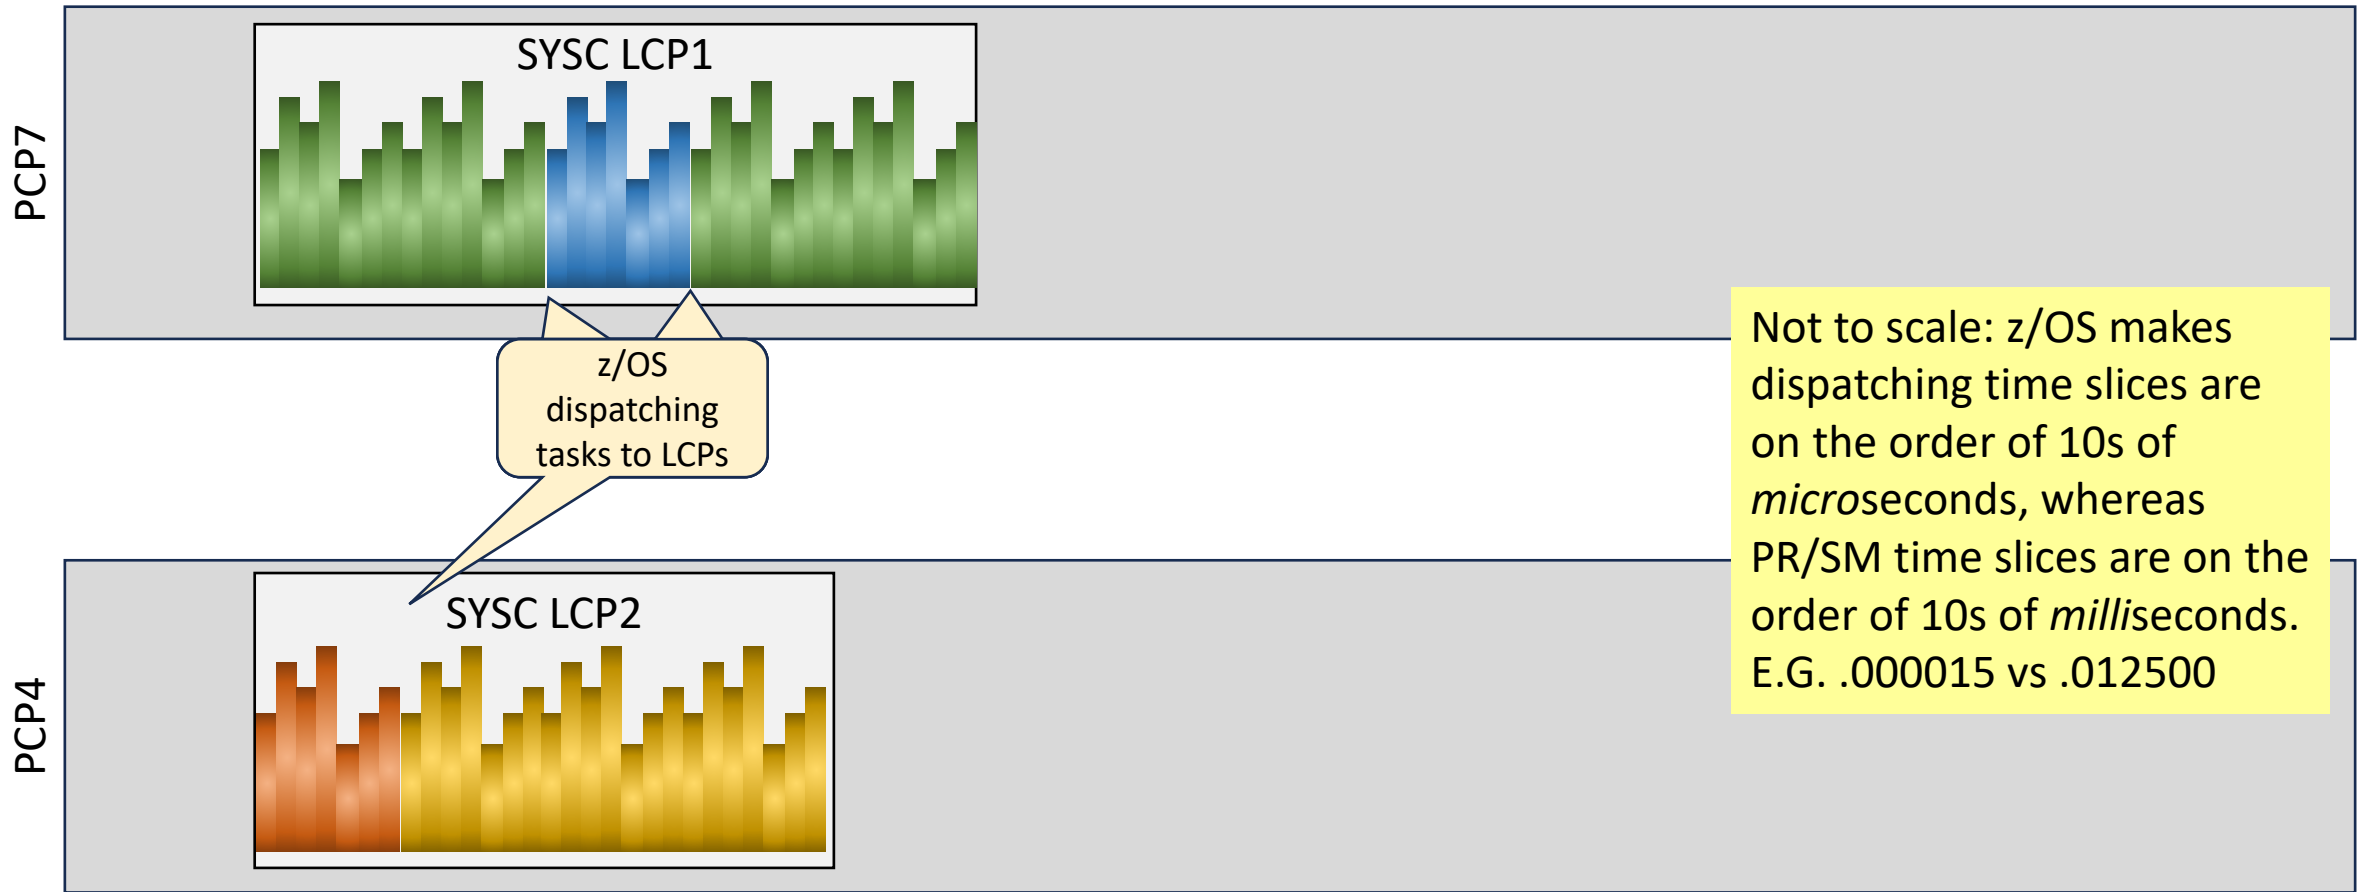 PCP7
SYSC LCP1
z/OS
dispatching
tasks to LCPs
Not to scale: z/OS makes
dispatching time slices are
on the order of 10s of
microseconds, whereas
PR/SM time slices are on the
order of 10s of milliseconds.
E.G. .000015 vs .012500
PCP4
SYSC LCP2